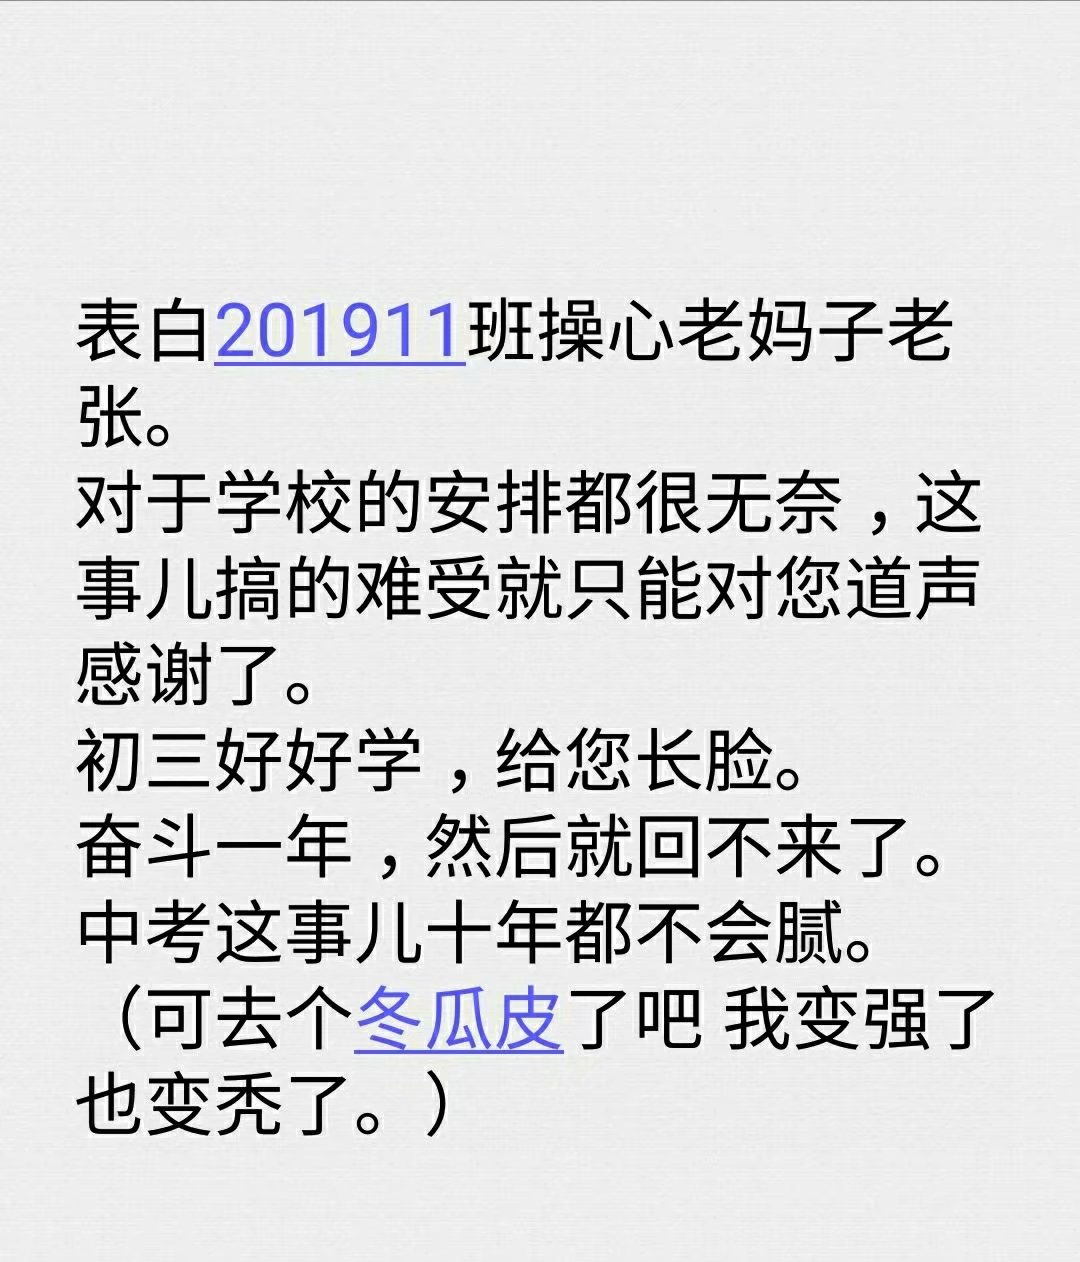 表白201911班操心老妈子老
张。
对于学校的安排都很无奈，这
事儿搞的难受就只能对您道声
感谢了。
初三好好学，给您长脸。
奋斗一年，然后就回不来了。
中考这事儿十年都不会腻。
（可去个冬瓜皮了吧 我变强了
也变秃了。）